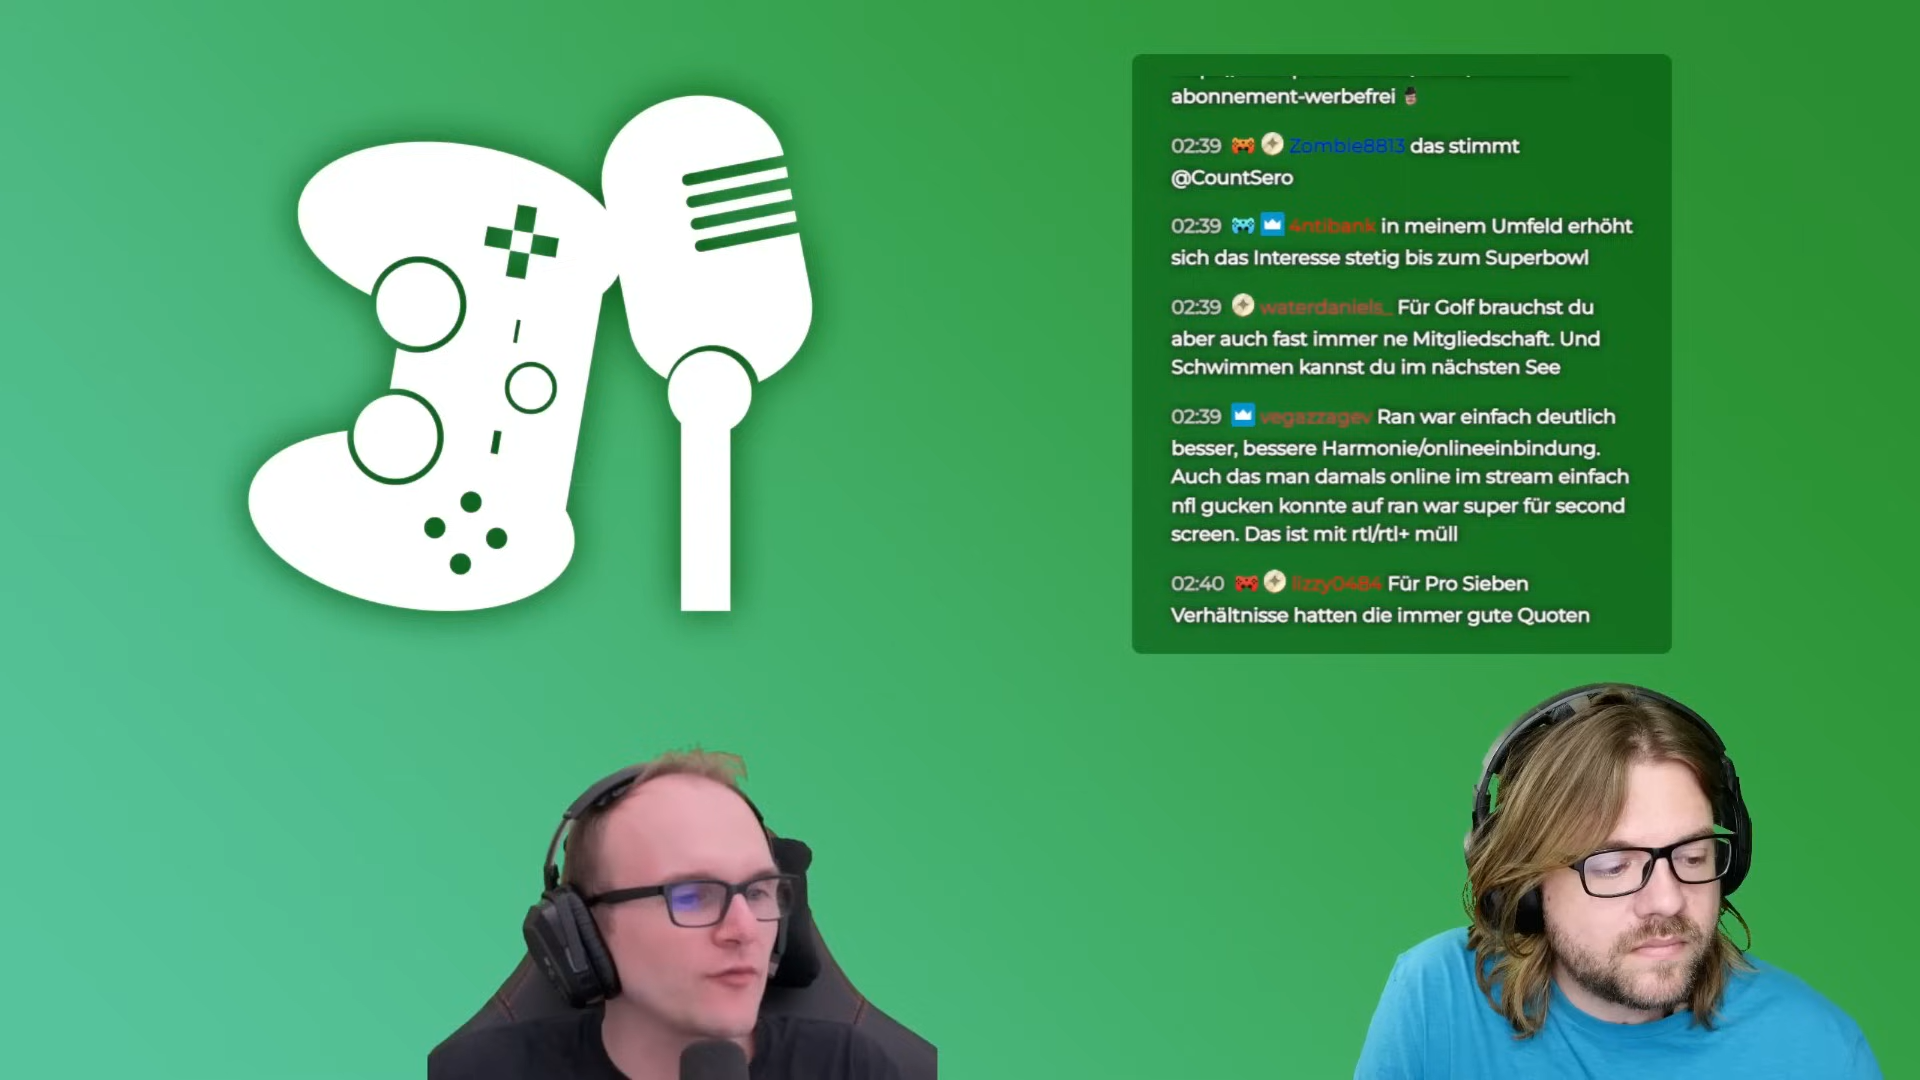 abonnement-werbefrei
02:39 Zombie8813 das stimmt
@CountSero
02:39 4ntibank in meinem Umfeld erhöht
sich das Interesse stetig bis zum Superbowl
02:39 waterdaniels_ Für Golf brauchst du
aber auch fast immer ne Mitgliedschaft. Und
Schwimmen kannst du im nächsten See
02:39 vegazzagev Ran war einfach deutlich
besser, bessere Harmonie/onlineeinbindung.
Auch das man damals online im stream einfach
nfl gucken konnte auf ran war super für second
screen. Das ist mit rtl/rtl+ müll
02:40 lizzy0484 Für Pro Sieben
Verhältnisse hatten die immer gute Quoten